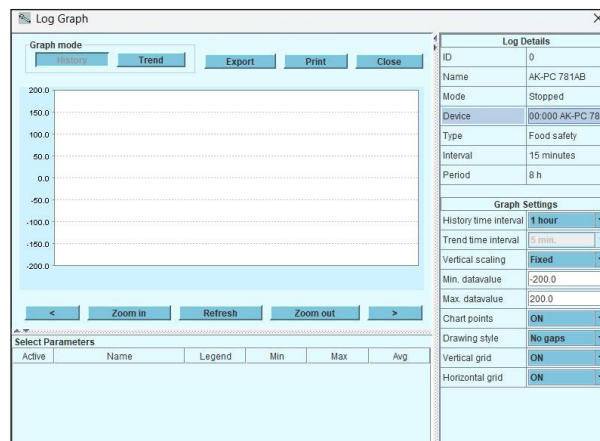 Log Graph
Graph mode
History
Trend
Export
Print
Close
200.0
150.0
100.0
50.0
0.0
-50.0
-100.0
-150.0
-200.0
<
Zoom in
Refresh
Zoom out
>
Select Parameters
Active Name Legend Min Max Avg
Log Details
ID 0
Name AK-PC 781AB
Mode Stopped
Device 00:000 AK-PC 78
Type Food safety
Interval 15 minutes
Period 8 h
Graph Settings
History time interval 1 hour
Trend time interval 5 min.
Vertical scaling Fixed
Min. datavalue -200.0
Max. datavalue 200.0
Chart points ON
Drawing style No gaps
Vertical grid ON
Horizontal grid ON